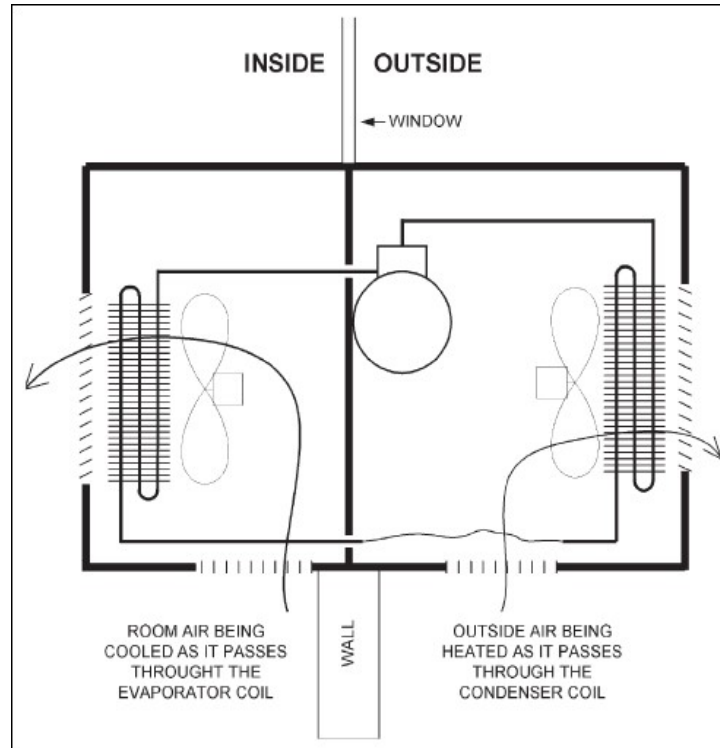 INSIDE
OUTSIDE
WINDOW
ROOM AIR BEING
COOLED AS IT PASSES
THROUGHT THE
EVAPORATOR COIL
WALL
OUTSIDE AIR BEING
HEATED AS IT PASSES
THROUGH THE
CONDENSER COIL